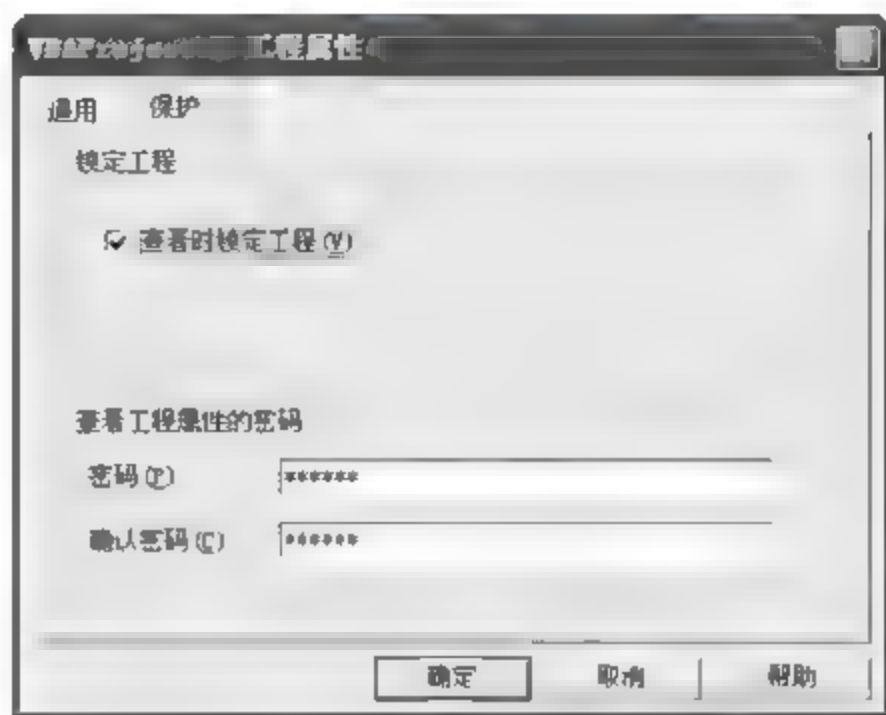 VBAProject 工程属性
通用 保护
锁定工程
查看时锁定工程(V)
查看工程属性的密码
密码(P) ******
确认密码(C) ******
确定 取消 帮助